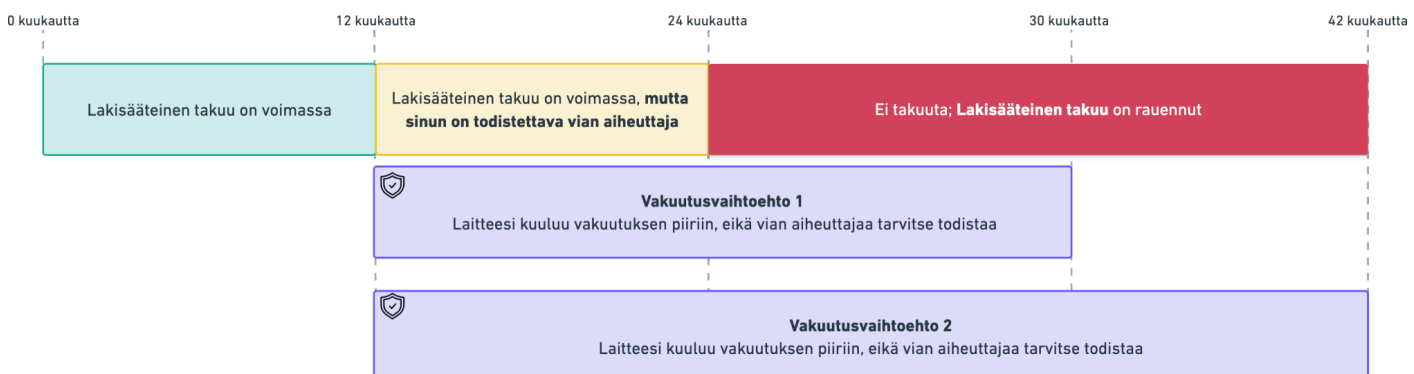 0 kuukautta
12 kuukautta
24 kuukautta
30 kuukautta
42 kuukautta
Lakisääteinen takuu on voimassa
Lakisääteinen takuu on voimassa, mutta
sinun on todistettava vian aiheuttaja
Ei takuuta; Lakisääteinen takuu on rauennut
Vakuutusvaihtoehto 1
Laitteesi kuuluu vakuutuksen piiriin, eikä vian aiheuttajaa tarvitse todistaa
Vakuutusvaihtoehto 2
Laitteesi kuuluu vakuutuksen piiriin, eikä vian aiheuttajaa tarvitse todistaa